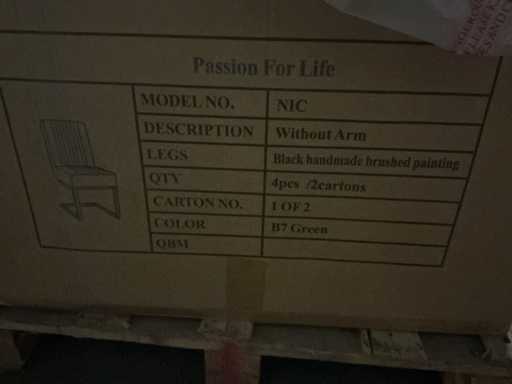 Passion For Life
MODEL NO. NIC
DESCRIPTION Without Arm
LEGS Black handmade brushed painting
QTY 4pcs /2cartons
CARTON NO. 1 OF 2
COLOR B7 Green
QBM